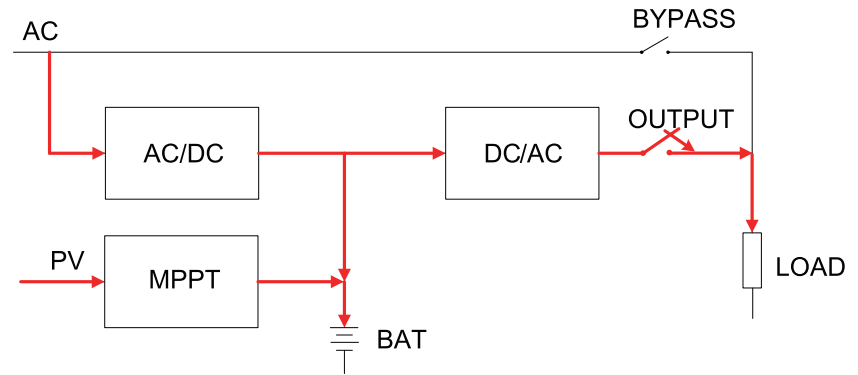 AC
BYPASS
OUTPUT
AC/DC
DC/AC
PV
MPPT
LOAD
BAT